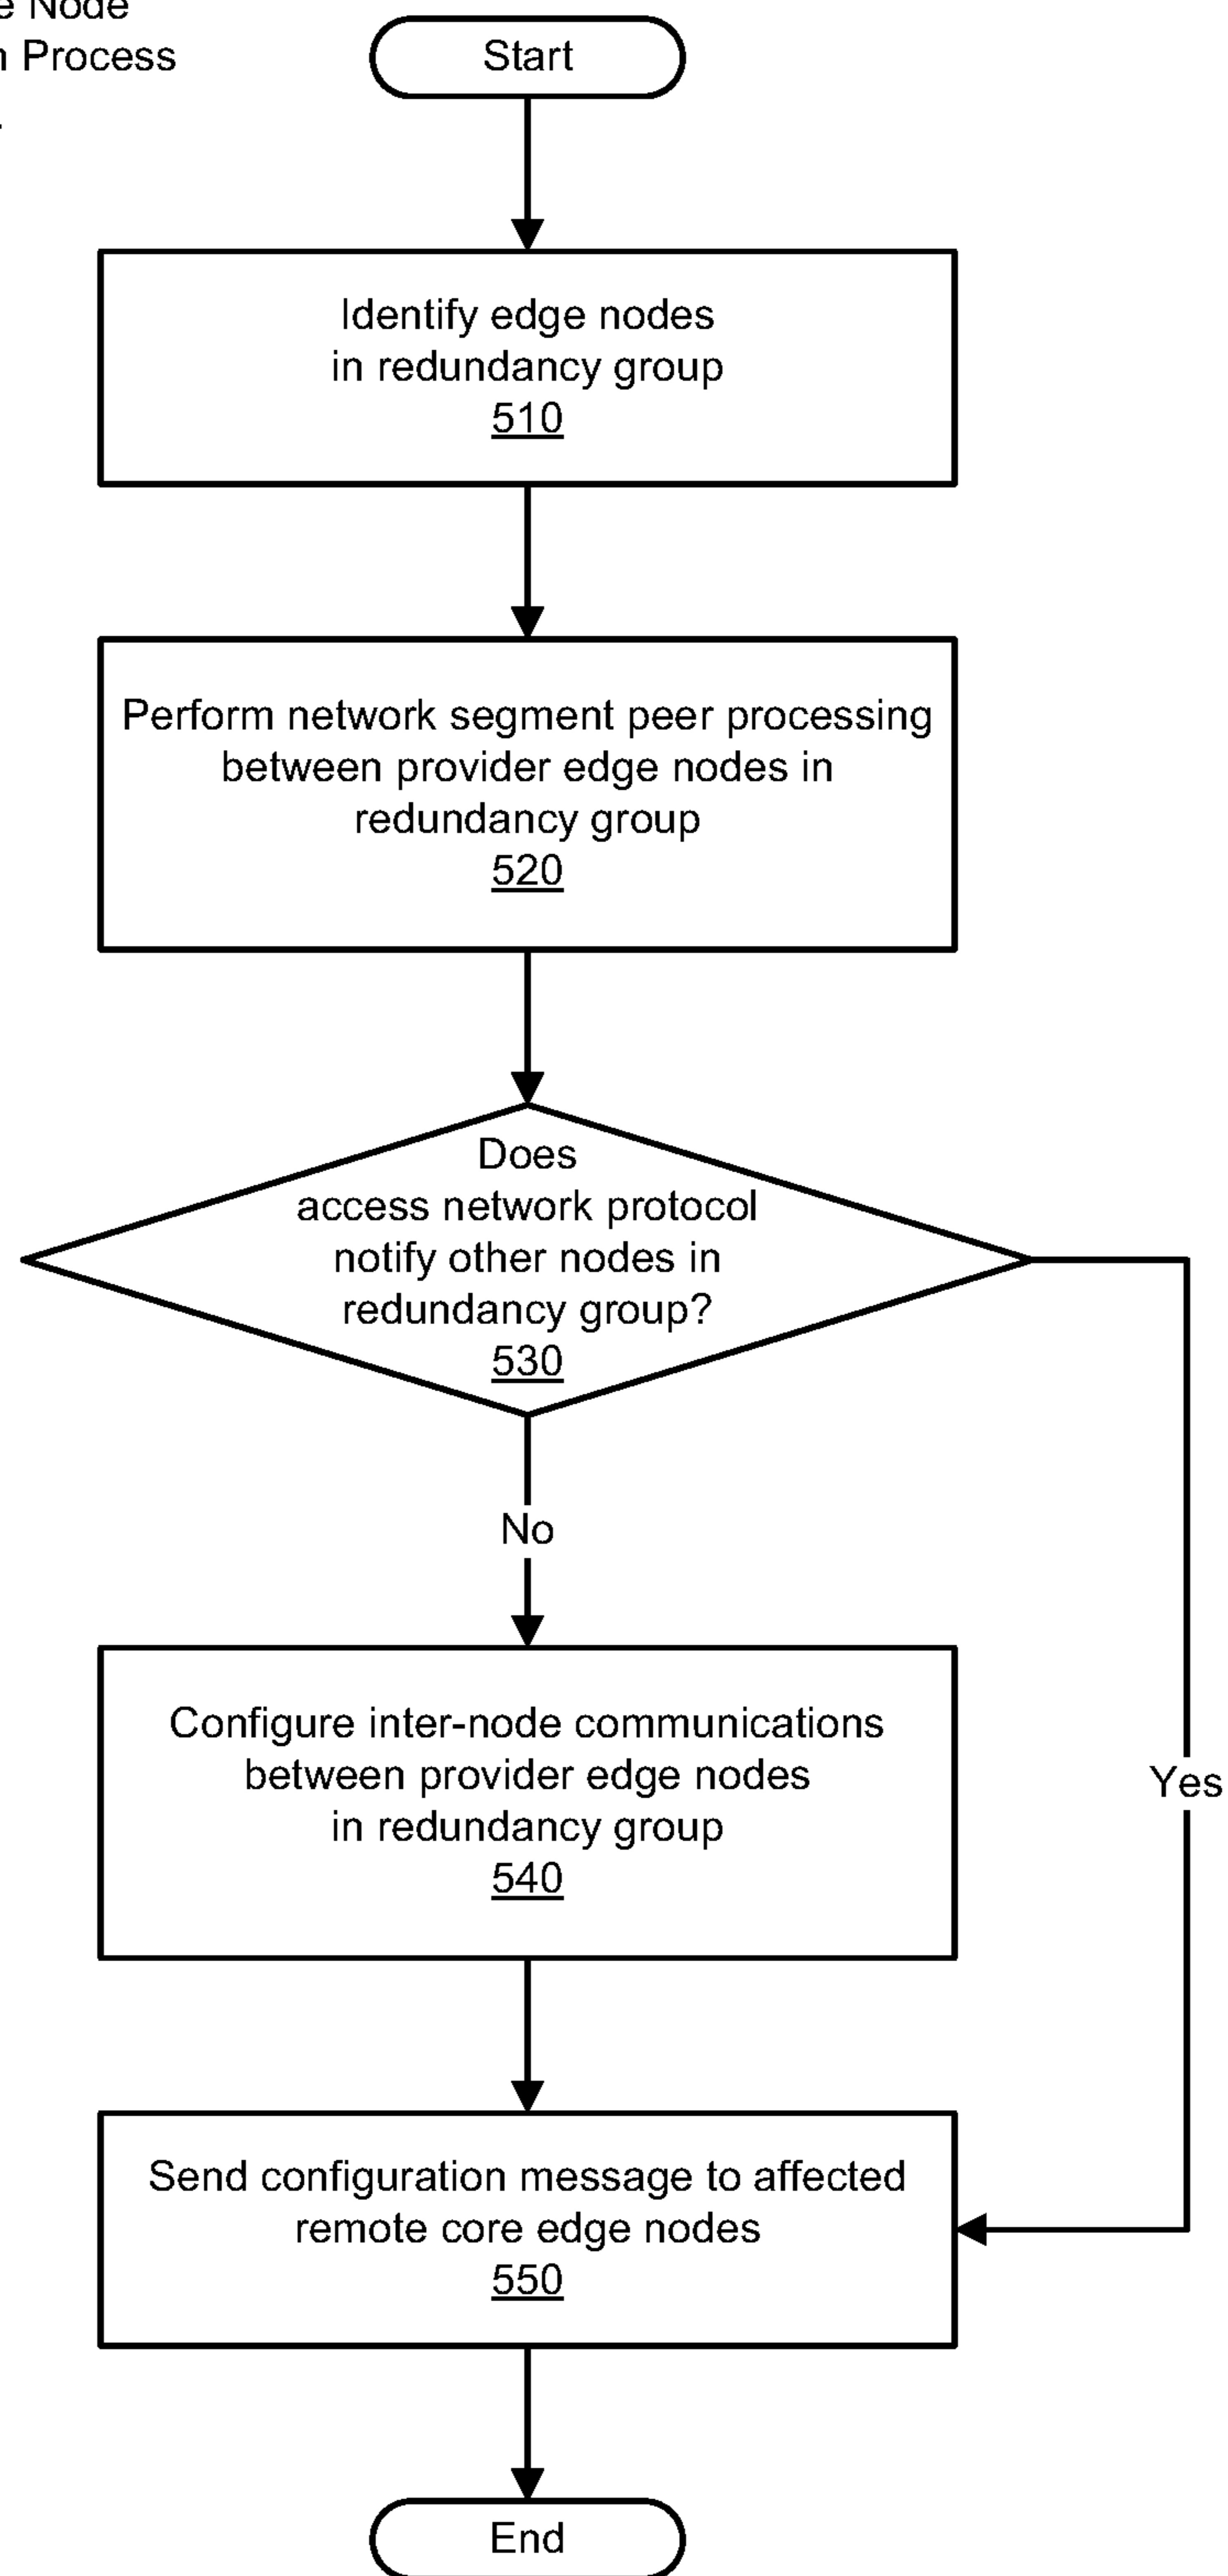 Node
Process
Start
Identify edge nodes
in redundancy group
510
Perform network segment peer processing
between provider edge nodes in
redundancy group
520
Does
access network protocol
notify other nodes in
redundancy group?
530
No
Configure inter-node communications
between provider edge nodes
in redundancy group
540
Yes
Send configuration message to affected
remote core edge nodes
550
End